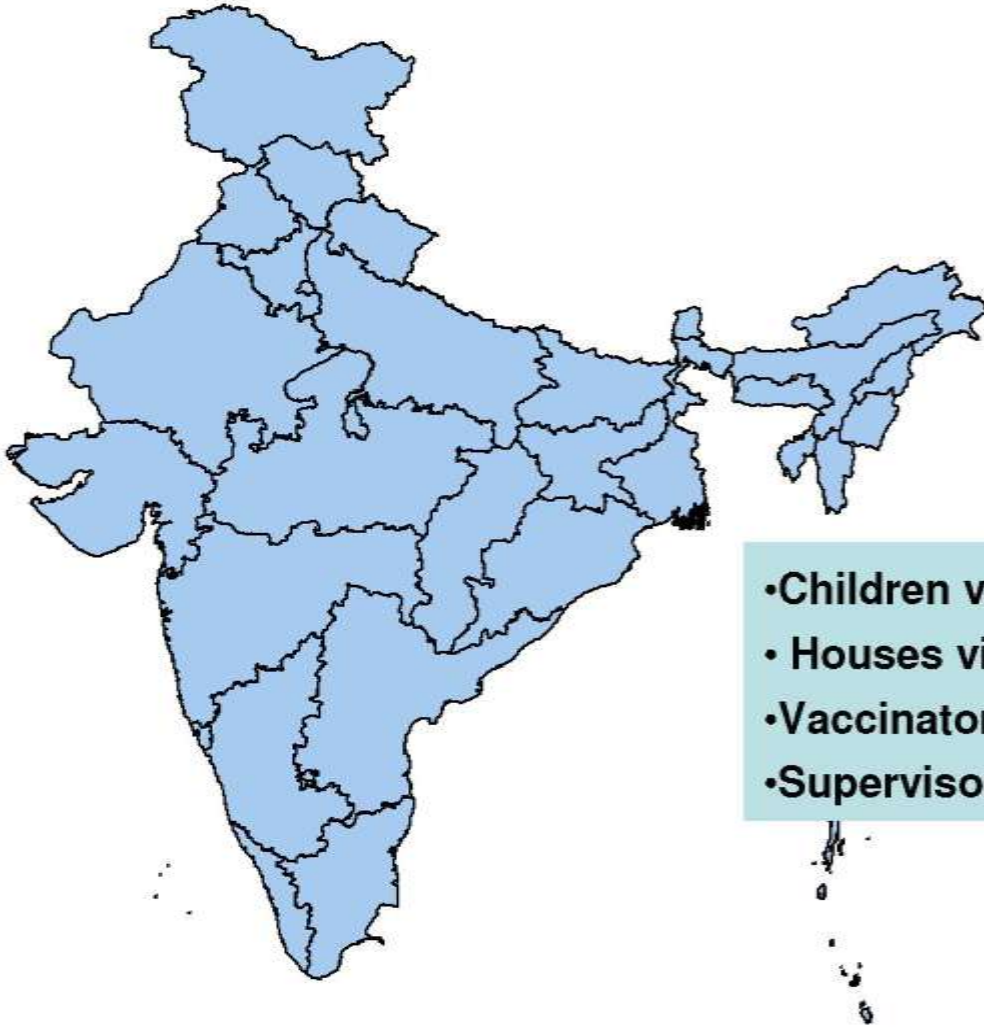 •Children v
• Houses vi
•Vaccinator
•Superviso